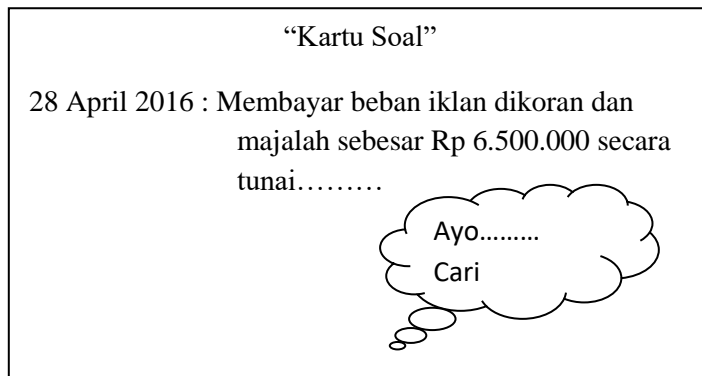 “Kartu Soal”
28 April 2016 : Membayar beban iklan dikoran dan
majalah sebesar Rp 6.500.000 secara
tunai………
Ayo………
Cari